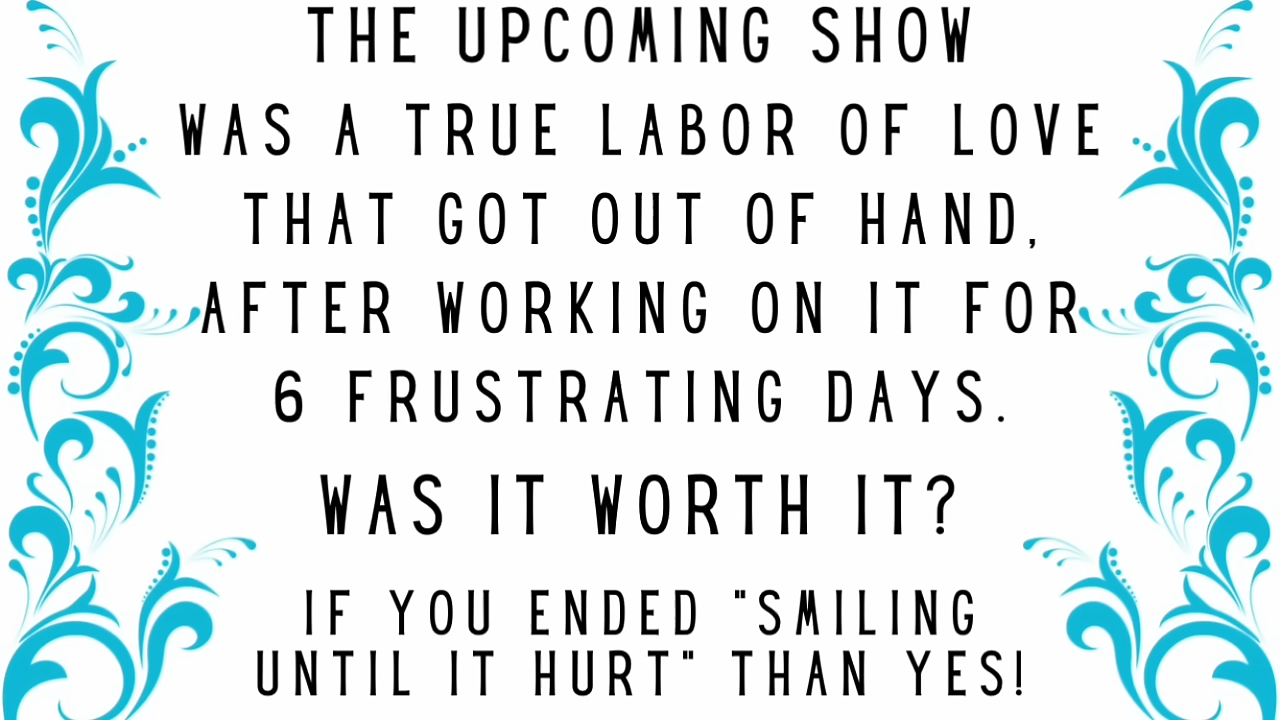 THE UPCOMING SHOW
WAS A TRUE LABOR OF LOVE
THAT GOT OUT OF HAND,
AFTER WORKING ON IT FOR
6 FRUSTRATING DAYS.
WAS IT WORTH IT?
IF YOU ENDED "SMILING
UNTIL IT HURT" THAN YES!